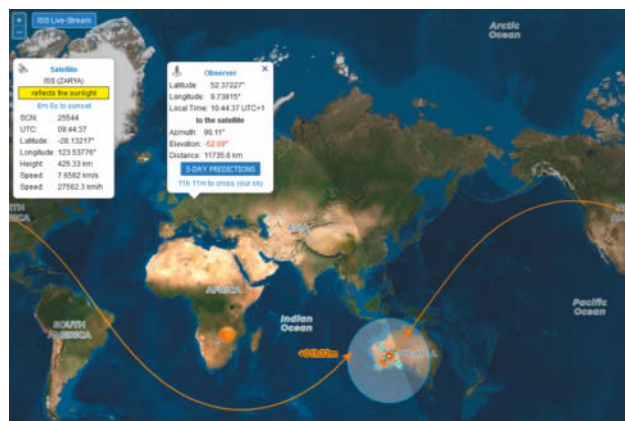 +
−
ISS Live-Stream
Satellite
ISS (ZARYA)
reflects the sunlight
8m 6s to sunset
SCN: 25544
UTC: 09:44:37
Latitude: -28.13217°
Longitude: 123.53776°
Height: 425.33 km
Speed: 7.6562 km/s
Speed: 27562.3 km/h
Observer
×
Latitude: 52.37227°
Longitude: 9.73815°
Local Time: 10:44:37 UTC+1
to the satellite
Azimuth: 90.11°
Elevation: -62.09°
Distance: 11735.6 km
5-DAY PREDICTIONS
11h 11m to cross your sky
Arctic
Ocean
ASIA
AFRICA
Indian
Ocean
Pacific
Ocean
SOUTH
AMERICA
+01h32m